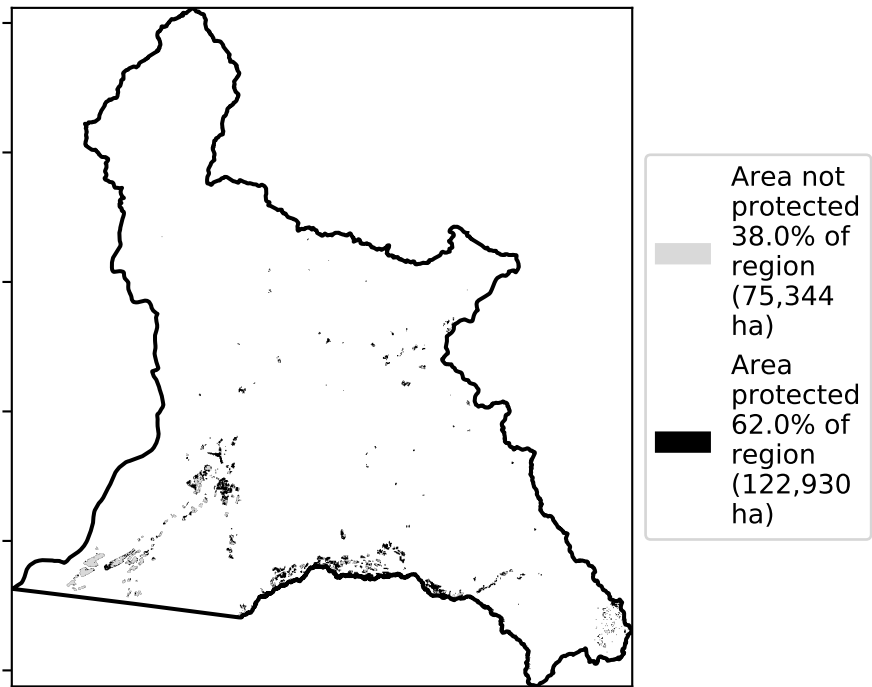 Area not
protected
38.0% of
region
(75,344
ha)
Area
protected
62.0% of
region
(122,930
ha)